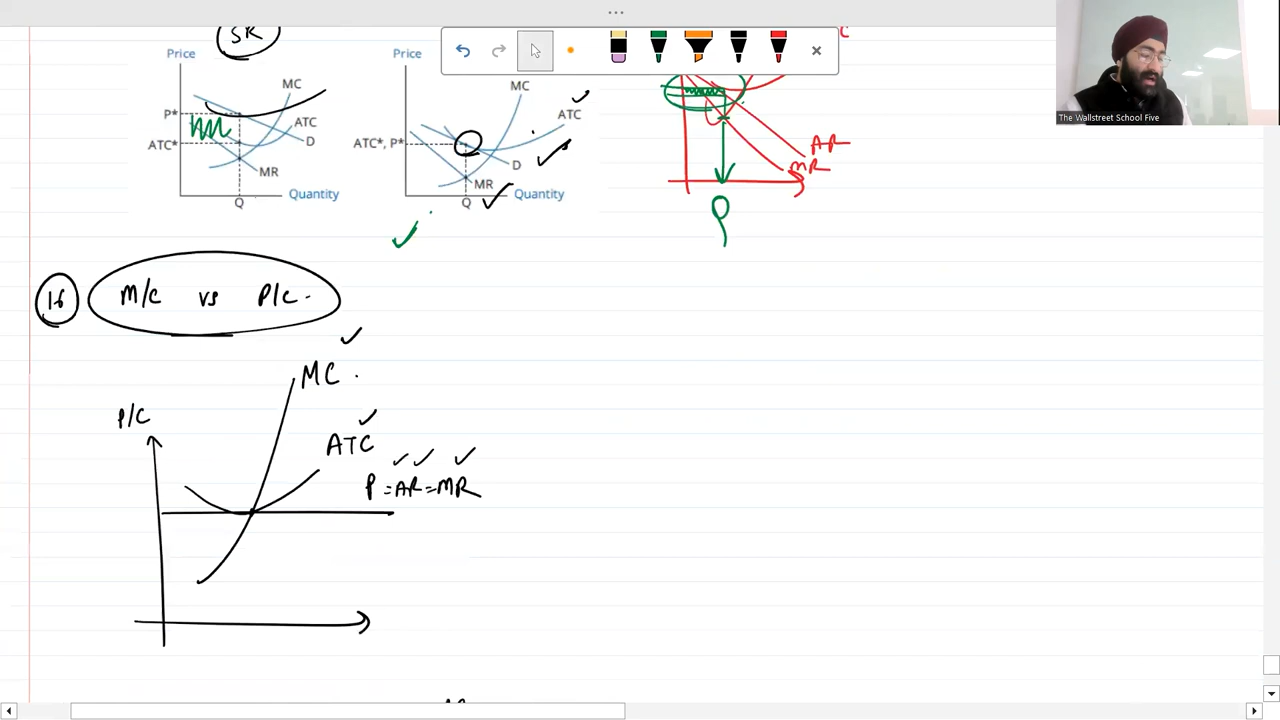 SR
Price
MC
P*
ATC
ATC*
D
MR
Q
Quantity
Price
MC
ATC
ATC*, P*
D
MR
Q
Quantity
AR
MR
Q
The Wallstreet School Five
16
M/C vs P/C.
P/C
MC
ATC
P = AR = MR